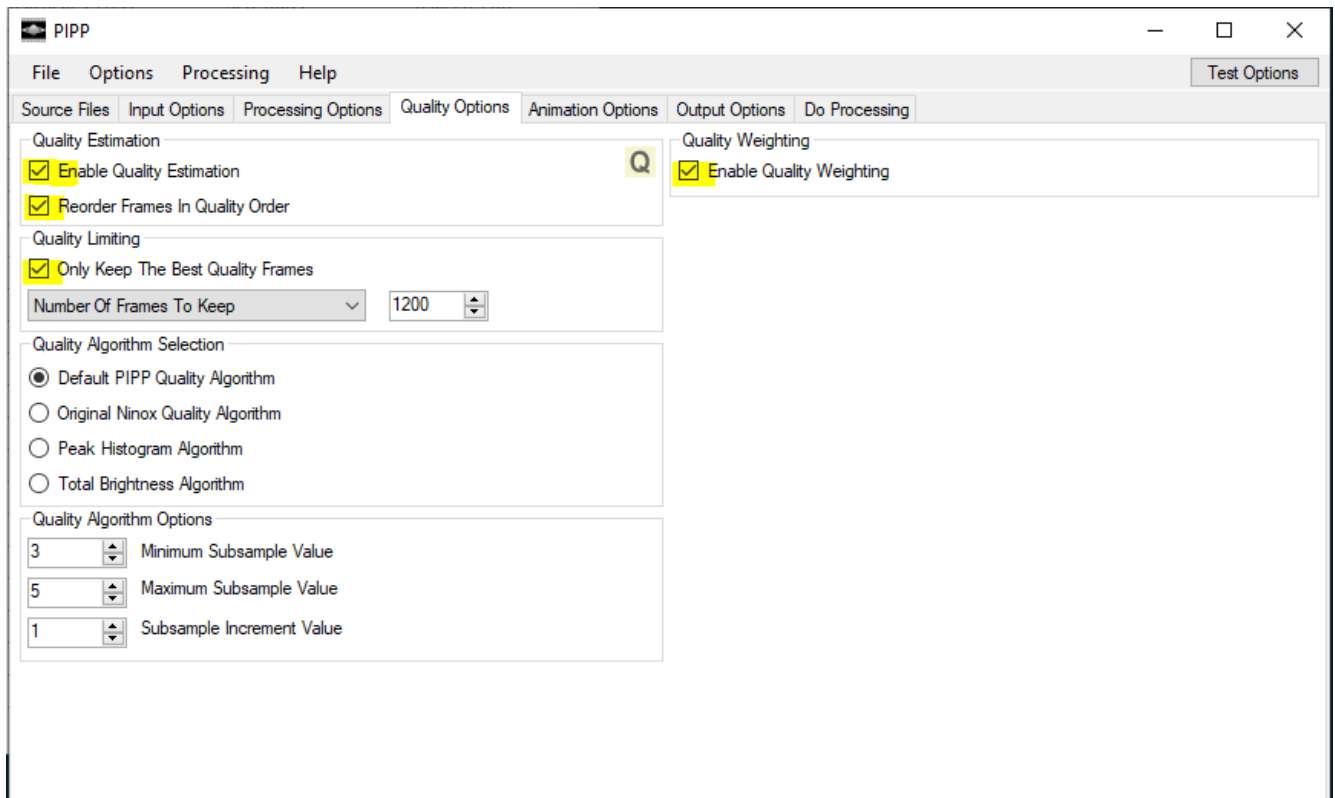 PIPP
File Options Processing Help Test Options
Source Files Input Options Processing Options Quality Options Animation Options Output Options Do Processing
Quality Estimation
Enable Quality Estimation Q
Reorder Frames In Quality Order
Quality Limiting
Only Keep The Best Quality Frames
Number Of Frames To Keep 1200
Quality Algorithm Selection
Default PIPP Quality Algorithm
Original Ninox Quality Algorithm
Peak Histogram Algorithm
Total Brightness Algorithm
Quality Algorithm Options
3 Minimum Subsample Value
5 Maximum Subsample Value
1 Subsample Increment Value
Quality Weighting
Enable Quality Weighting